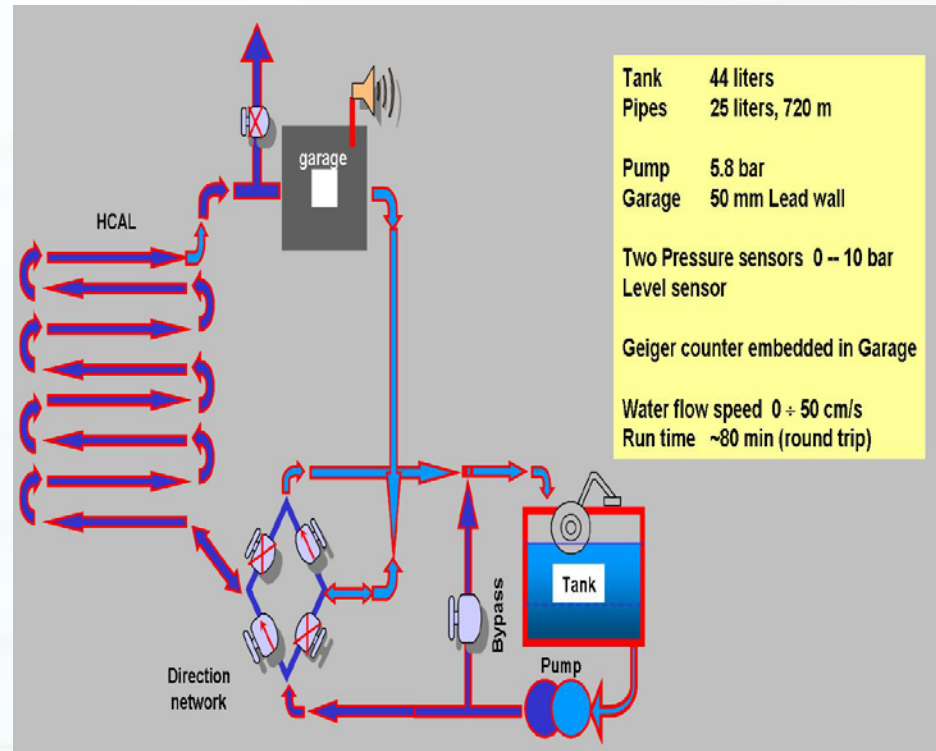 garage
HCAL
Tank 44 liters
Pipes 25 liters, 720 m
Pump 5.8 bar
Garage 50 mm Lead wall
Two Pressure sensors 0 -- 10 bar
Level sensor
Geiger counter embedded in Garage
Water flow speed 0 ÷ 50 cm/s
Run time ~80 min (round trip)
Tank
Bypass
Pump
Direction
network